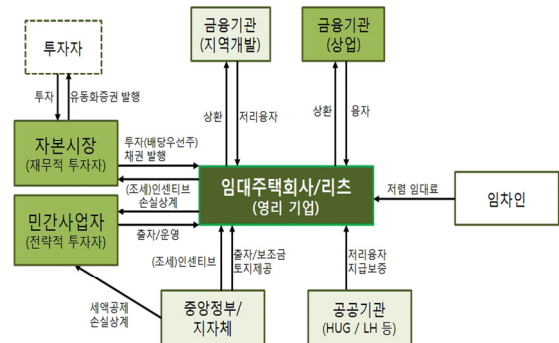 투자자
금융기관
(지역개발)
금융기관
(상업)
투자
유동화증권 발행
상환
저리융자
상환
융자
자본시장
(재무적 투자자)
투자(배당우선주)
채권 발행
(조세)인센티브
손실상계
임대주택회사/리츠
(영리 기업)
저렴 임대료
임차인
민간사업자
(전략적 투자자)
출자/운영
(조세)인센티브
출자/보조금
토지제공
저리융자
지급보증
세액공제
손실상계
중앙정부/
지자체
공공기관
(HUG / LH 등)